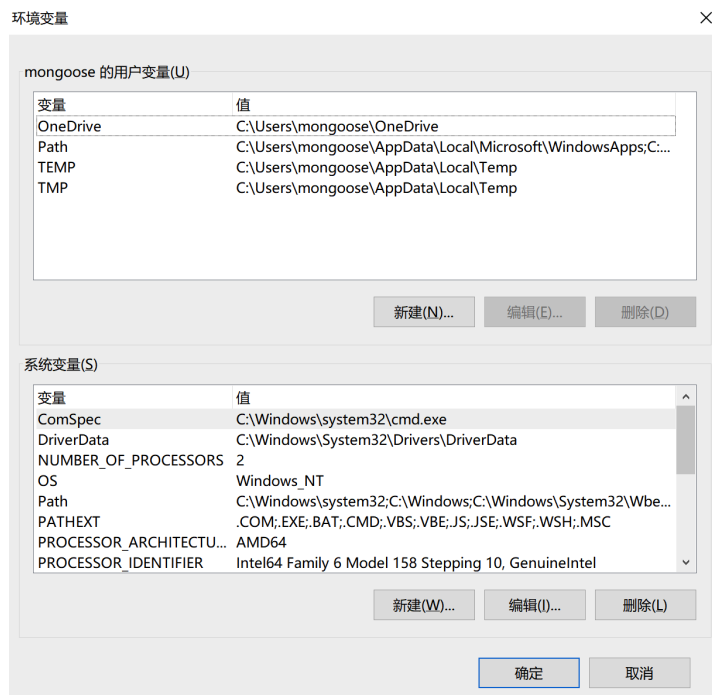 环境变量
mongoose 的用户变量(U)
变量 值
OneDrive C:\Users\mongoose\OneDrive
Path C:\Users\mongoose\AppData\Local\Microsoft\WindowsApps;C:...
TEMP C:\Users\mongoose\AppData\Local\Temp
TMP C:\Users\mongoose\AppData\Local\Temp
新建(N)... 编辑(E)... 删除(D)
系统变量(S)
变量 值
ComSpec C:\Windows\system32\cmd.exe
DriverData C:\Windows\System32\Drivers\DriverData
NUMBER_OF_PROCESSORS 2
OS Windows_NT
Path C:\Windows\system32;C:\Windows;C:\Windows\System32\Wbe...
PATHEXT .COM;.EXE;.BAT;.CMD;.VBS;.VBE;.JS;.JSE;.WSF;.WSH;.MSC
PROCESSOR_ARCHITECTU... AMD64
PROCESSOR_IDENTIFIER Intel64 Family 6 Model 158 Stepping 10, GenuineIntel
新建(W)... 编辑(I)... 删除(L)
确定 取消